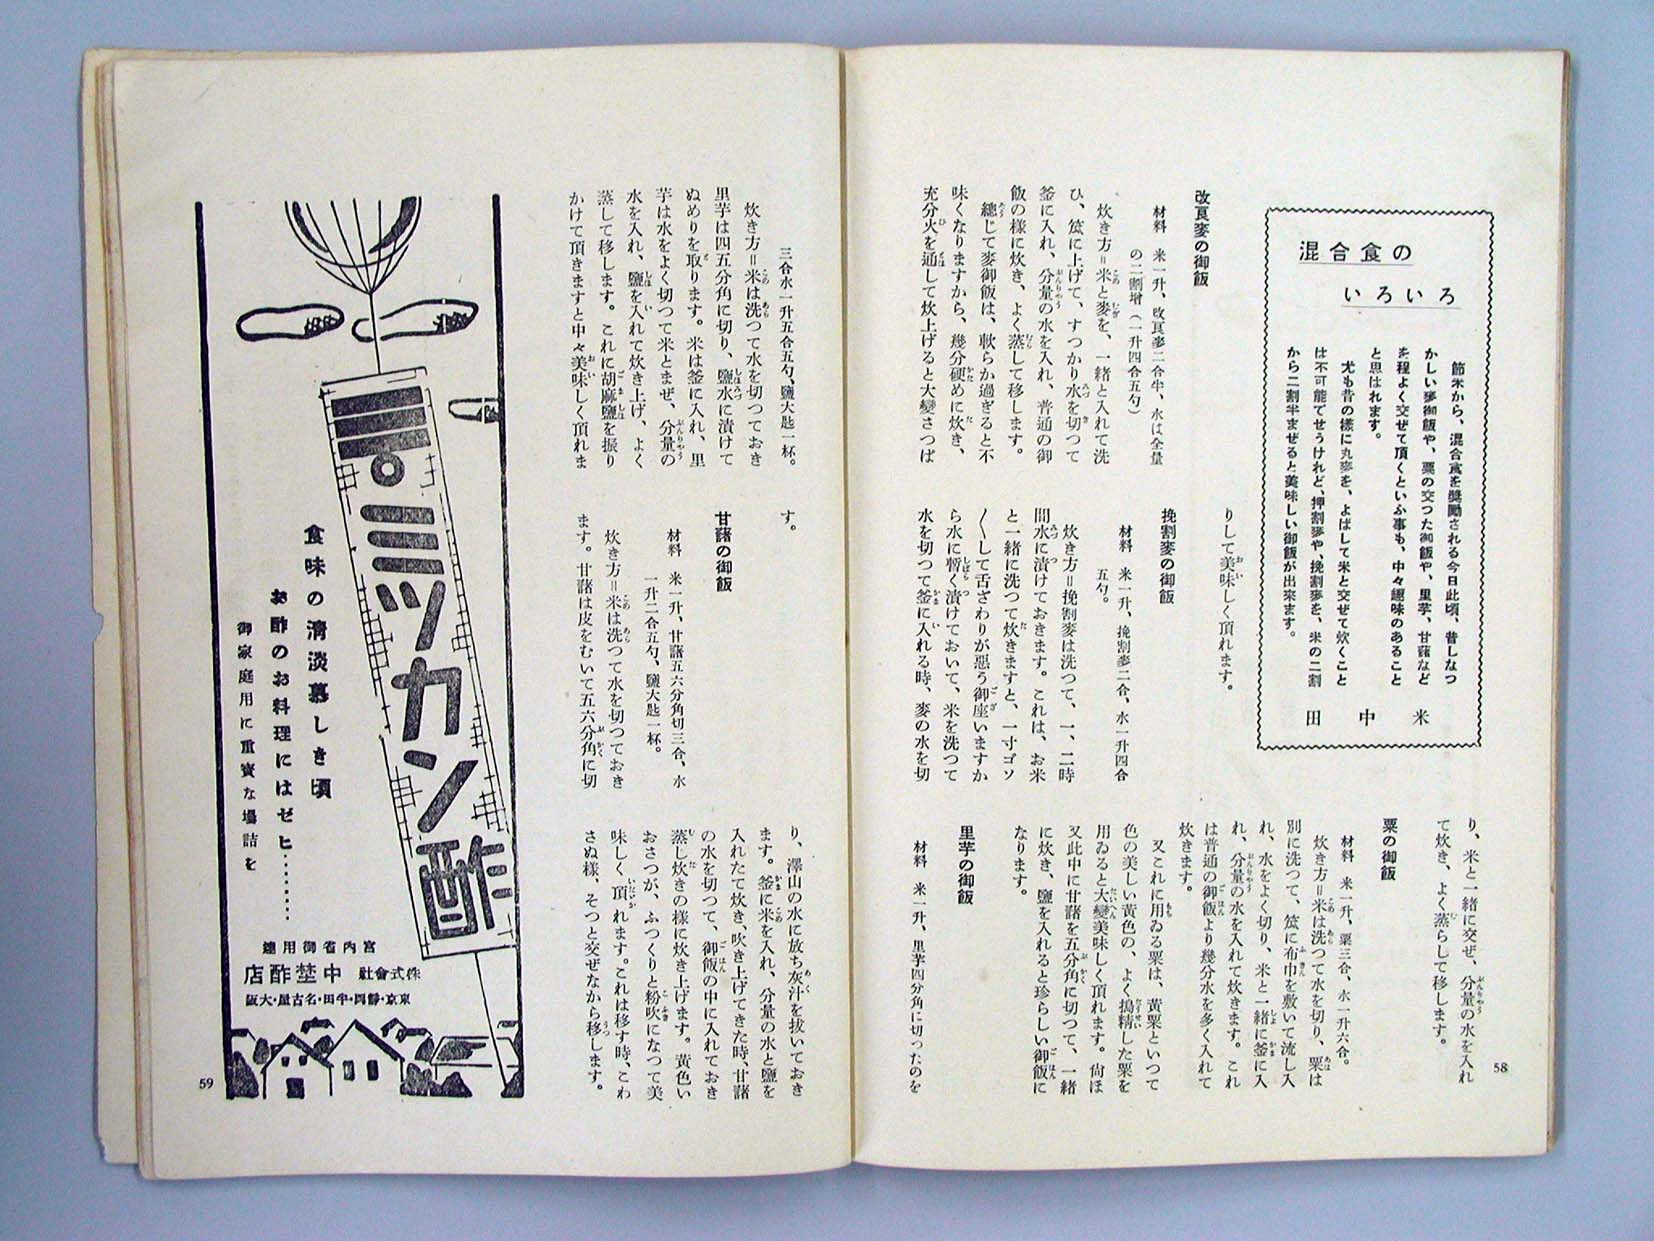 混合食の
いろいろ
節米から、混合食を奬勵される今日此頃、昔しなつ
かしい麥御飯や、粟の交つた御飯や、里芋、甘藷など
を程よく交ぜて頂くといふ事も、中々趣味のあること
と思はれます。
尤も昔の樣に丸麥を、よばして米と交ぜて炊くこと
は不可能でせうけれど、押割麥や、挽割麥を、米の二割
から二割半まぜると美味しい御飯が出來ます。
田中米
改良麥の御飯
材料 米一升、改良麥二合半、水は全量
の二割增(一升四合五勺)
炊き方=米と麥を、一緒と入れて洗
ひ、笊に上げて、すつかり水を切つて
釜に入れ、分量の水を入れ、普通の御
飯の樣に炊き、よく蒸して移します。
總じて麥御飯は、軟らか過ぎると不
味くなりますから、幾分硬めに炊き、
充分火を通して炊上げると大變さつぱ
りして美味しく頂れます。
挽割麥の御飯
材料 米一升、挽割麥二合、水一升四合
五勺。
炊き方=挽割麥は洗つて、一、二時
間水に漬けておきます。これは、お米
と一緒に洗つて炊きますと、一寸ゴソ
〱して舌ざわりが惡う御座いますか
ら水に暫く漬けておいて、米を洗つて
水を切つて釜に入れる時、麥の水を切
り、米と一緒に交ぜ、分量の水を入れ
て炊き、よく蒸らして移します。
粟の御飯
材料 米一升、粟三合、水一升六合。
炊き方=米は洗つて水を切り、粟は
別に洗つて、笊に布巾を敷いて流し入
れ、水をよく切り、米と一緒に釜に入
れ、分量の水を入れて炊きます。これ
は普通の御飯より幾分水を多く入れて
炊きます。
又これに用ゐる粟は、黄粟といつて
色の美しい黄色の、よく搗精した粟を
用ゐると大變美味しく頂れます。尙ほ
又此中に甘藷を五分角に切つて、一緒
に炊き、鹽を入れると珍らしい御飯に
なります。
里芋の御飯
材料 米一升、里芋四分角に切つたのを
58
三合水一升五合五勺、鹽大匙一杯。
炊き方=米は洗つて水を切つておき
里芋は四五分角に切り、鹽水に漬けて
ぬめりを取ります。米は釜に入れ、里
芋は水をよく切つて米とまぜ、分量の
水を入れ、鹽を入れて炊き上げ、よく
蒸して移します。これに胡麻鹽を振り
かけて頂きますと中々美味しく頂れま
す。
甘藷の御飯
材料 米一升、甘藷五六分角切三合、水
一升二合五勺、鹽大匙一杯。
炊き方=米は洗つて水を切つておき
ます。甘藷は皮をむいて五六分角に切
り、澤山の水に放ち灰汁を拔いておき
ます。釜に米を入れ、分量の水と鹽を
入れたて炊き、吹き上げてきた時、甘藷
の水を切つて、御飯の中に入れておき
蒸し炊きの樣に炊き上げます。黄色い
おさつが、ふつくりと粉吹になつて美
味しく頂れます。これは移す時、こわ
さぬ樣、そつと交ぜなから移します。
ミツカン酢
食味の淸淡慕しき頃
お酢のお料理にはゼヒ………
御家庭用に重寶な壜詰を
宮內省御用達
株式會社 中埜酢店
東京・靜岡・半田・名古屋・大阪
59